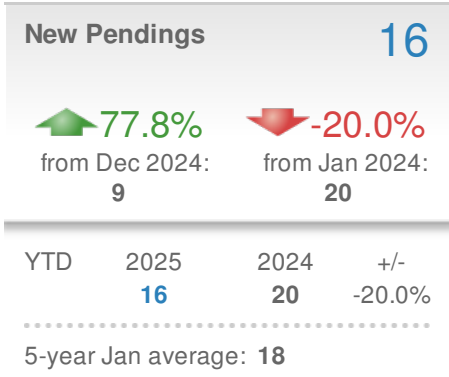 New Pendings 16
77.8% -20.0%
from Dec 2024: from Jan 2024:
9 20
YTD 2025 2024 +/-
16 20 -20.0%
5-year Jan average: 18